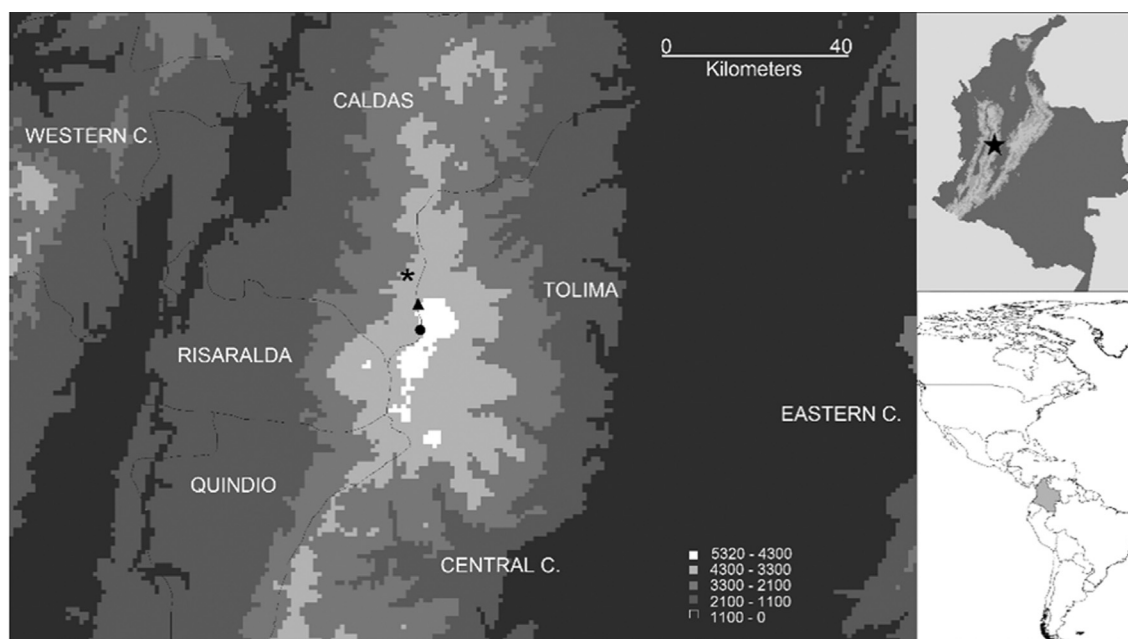 0 40
Kilometers
CALDAS
WESTERN C.
TOLIMA
RISARALDA
EASTERN C.
QUINDIO
CENTRAL C.
5320 - 4300
4300 - 3300
3300 - 2100
2100 - 1100
1100 - 0